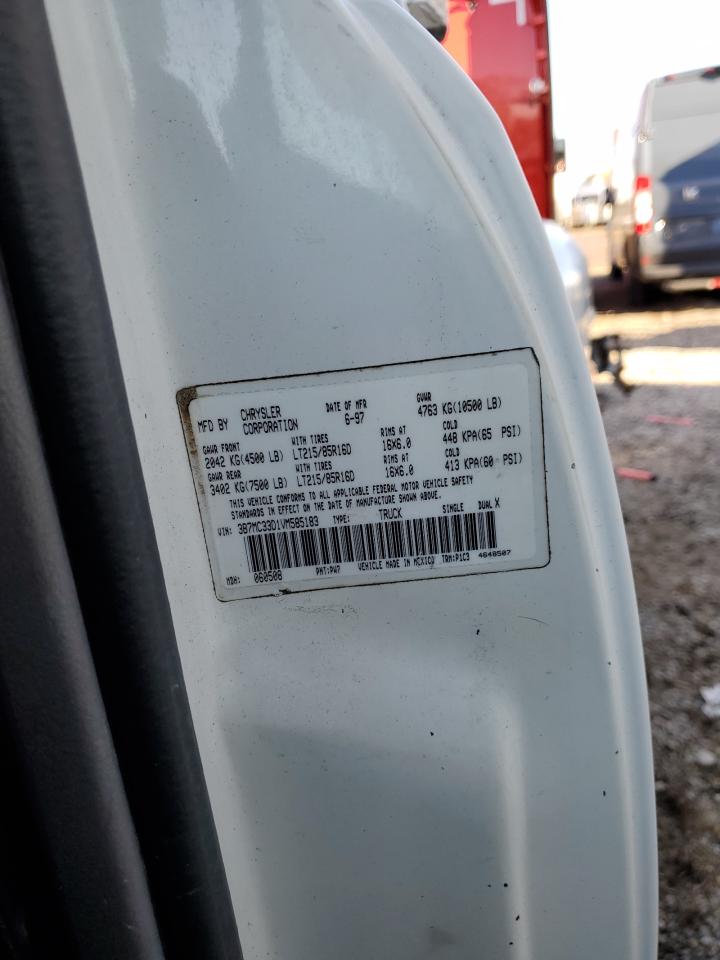 MFD BY CHRYSLER CORPORATION DATE OF MFR 6-97 GVWR 4763 KG(10500 LB)
GAWR FRONT WITH TIRES RIMS AT COLD
2042 KG(4500 LB) LT215/85R16D 16X6.0 448 KPA(65 PSI)
GAWR REAR WITH TIRES RIMS AT COLD
3402 KG(7500 LB) LT215/85R16D 16X6.0 413 KPA(60 PSI)
THIS VEHICLE CONFORMS TO ALL APPLICABLE FEDERAL MOTOR VEHICLE SAFETY
STANDARDS IN EFFECT ON THE DATE OF MANUFACTURE SHOWN ABOVE.
VIN: 3B7MC33D1VM585183 TYPE: TRUCK SINGLE DUAL X
MDH: 060508 PNT:PW7 VEHICLE MADE IN MEXICO TRM:P1C3 4648507